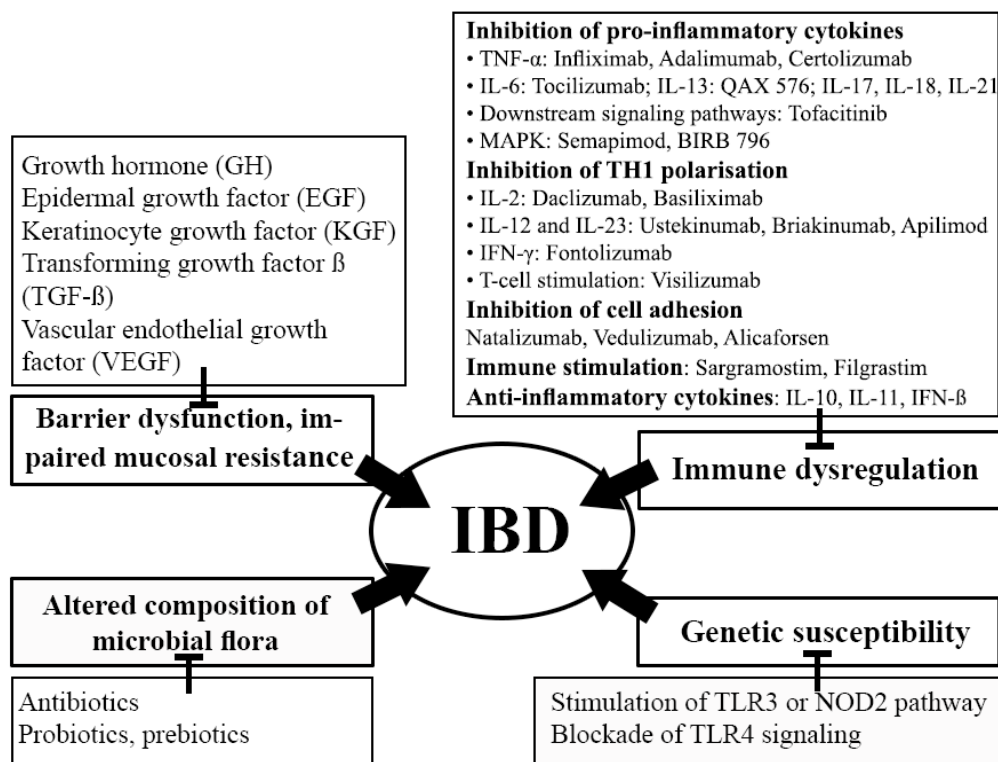 Growth hormone (GH)
Epidermal growth factor (EGF)
Keratinocyte growth factor (KGF)
Transforming growth factor ß
(TGF-ß)
Vascular endothelial growth
factor (VEGF)
Barrier dysfunction, im-
paired mucosal resistance
Inhibition of pro-inflammatory cytokines
• TNF-α: Infliximab, Adalimumab, Certolizumab
• IL-6: Tocilizumab; IL-13: QAX 576; IL-17, IL-18, IL-21
• Downstream signaling pathways: Tofacitinib
• MAPK: Semapimod, BIRB 796
Inhibition of TH1 polarisation
• IL-2: Daclizumab, Basiliximab
• IL-12 and IL-23: Ustekinumab, Briakinumab, Apilimod
• IFN-γ: Fontolizumab
• T-cell stimulation: Visilizumab
Inhibition of cell adhesion
Natalizumab, Vedulizumab, Alicaforsen
Immune stimulation: Sargramostim, Filgrastim
Anti-inflammatory cytokines: IL-10, IL-11, IFN-ß
Immune dysregulation
IBD
Altered composition of
microbial flora
Antibiotics
Probiotics, prebiotics
Genetic susceptibility
Stimulation of TLR3 or NOD2 pathway
Blockade of TLR4 signaling